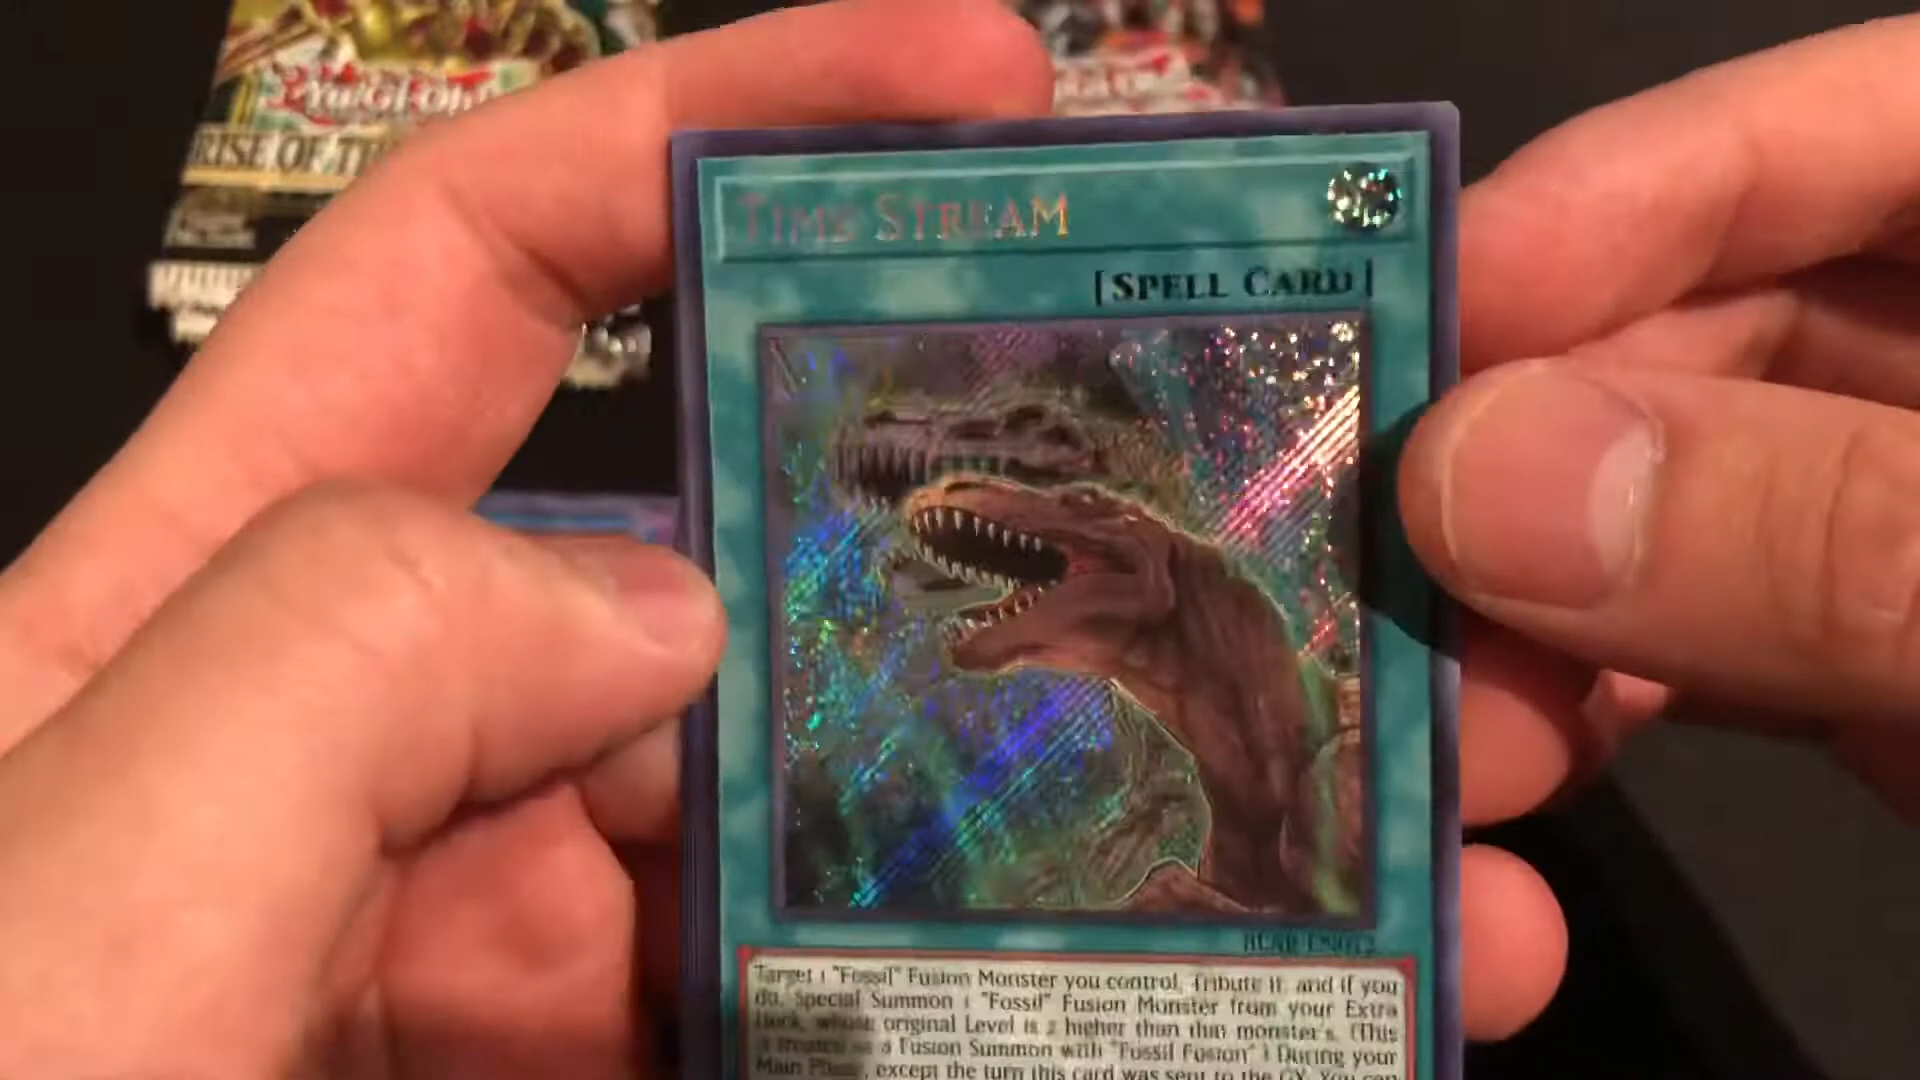 Yu-Gi-Oh!
RISE OF TH
TIME STREAM
[SPELL CARD]
Target 1 "Fossil" Fusion Monster you control, Tribute it, and if you
do, Special Summon 1 "Fossil" Fusion Monster from your Extra
Deck, whose original Level is 2 higher than that monster's. (This
is treated as a Fusion Summon with "Fossil Fusion".) During your
Main Phase, except the turn this card was sent to the GY: You can